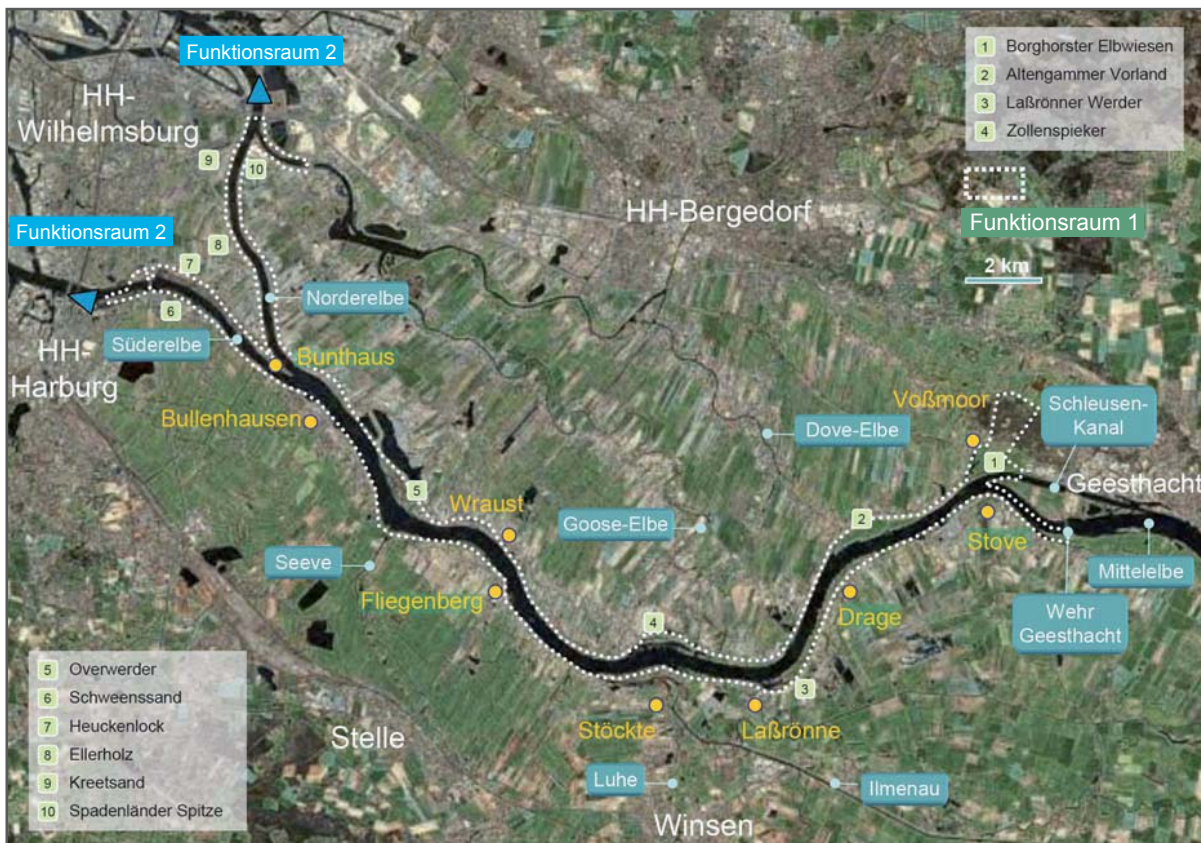 Funktionsraum 2
HH-
Wilhelmsburg
1 Borghorster Elbwiesen
2 Altengammer Vorland
3 Laßrönner Werder
4 Zollenspieker
9
10
HH-Bergedorf
Funktionsraum 1
2 km
Funktionsraum 2
8
7
6
Norderelbe
Süderelbe
HH-
Harburg
Bunthaus
Bullenhausen
Voßmoor
Schleusen-
Kanal
Dove-Elbe
1
Geesthacht
5
Wraust
2
Goose-Elbe
Stove
Seeve
Mittelelbe
Fliegenberg
Drage
Wehr
Geesthacht
4
3
5 Overwerder
6 Schweenssand
7 Heuckenlock
8 Ellerholz
9 Kreetsand
10 Spadenländer Spitze
Stöckte
Laßrönne
Stelle
Luhe
Ilmenau
Winsen